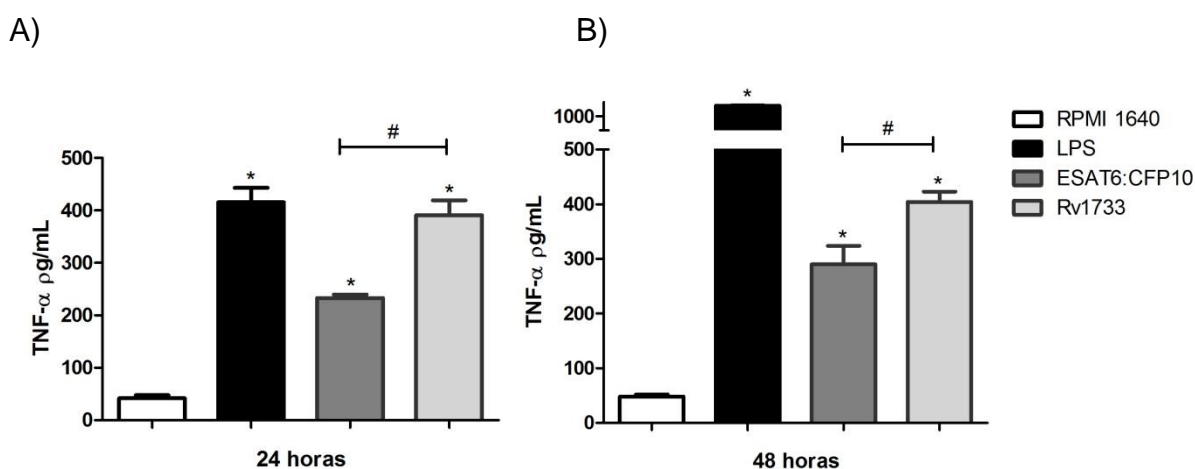 A)
B)
TNF-α ρg/mL
500
400
300
200
100
0
*
*
*
#
24 horas
TNF-α ρg/mL
1000
500
400
300
200
100
0
*
*
*
#
48 horas
RPMI 1640
LPS
ESAT6:CFP10
Rv1733